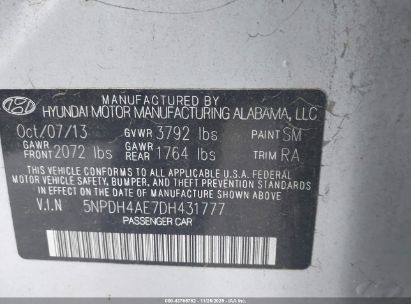 MANUFACTURED BY
HYUNDAI MOTOR MANUFACTURING ALABAMA, LLC
Oct/07/13 GVWR 3792 lbs PAINT SM
GAWR FRONT 2072 lbs GAWR REAR 1764 lbs TRIM RA
THIS VEHICLE CONFORMS TO ALL APPLICABLE U.S. FEDERAL
MOTOR VEHICLE SAFETY, BUMPER, AND THEFT PREVENTION
STANDARDS IN EFFECT ON THE DATE OF MANUFACTURE SHOWN ABOVE.
V.I.N 5NPDH4AE7DH431777
PASSENGER CAR